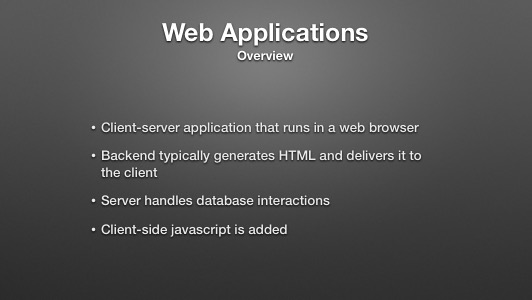 Web Applications
Overview
• Client-server application that runs in a web browser
• Backend typically generates HTML and delivers it to
the client
• Server handles database interactions
• Client-side javascript is added